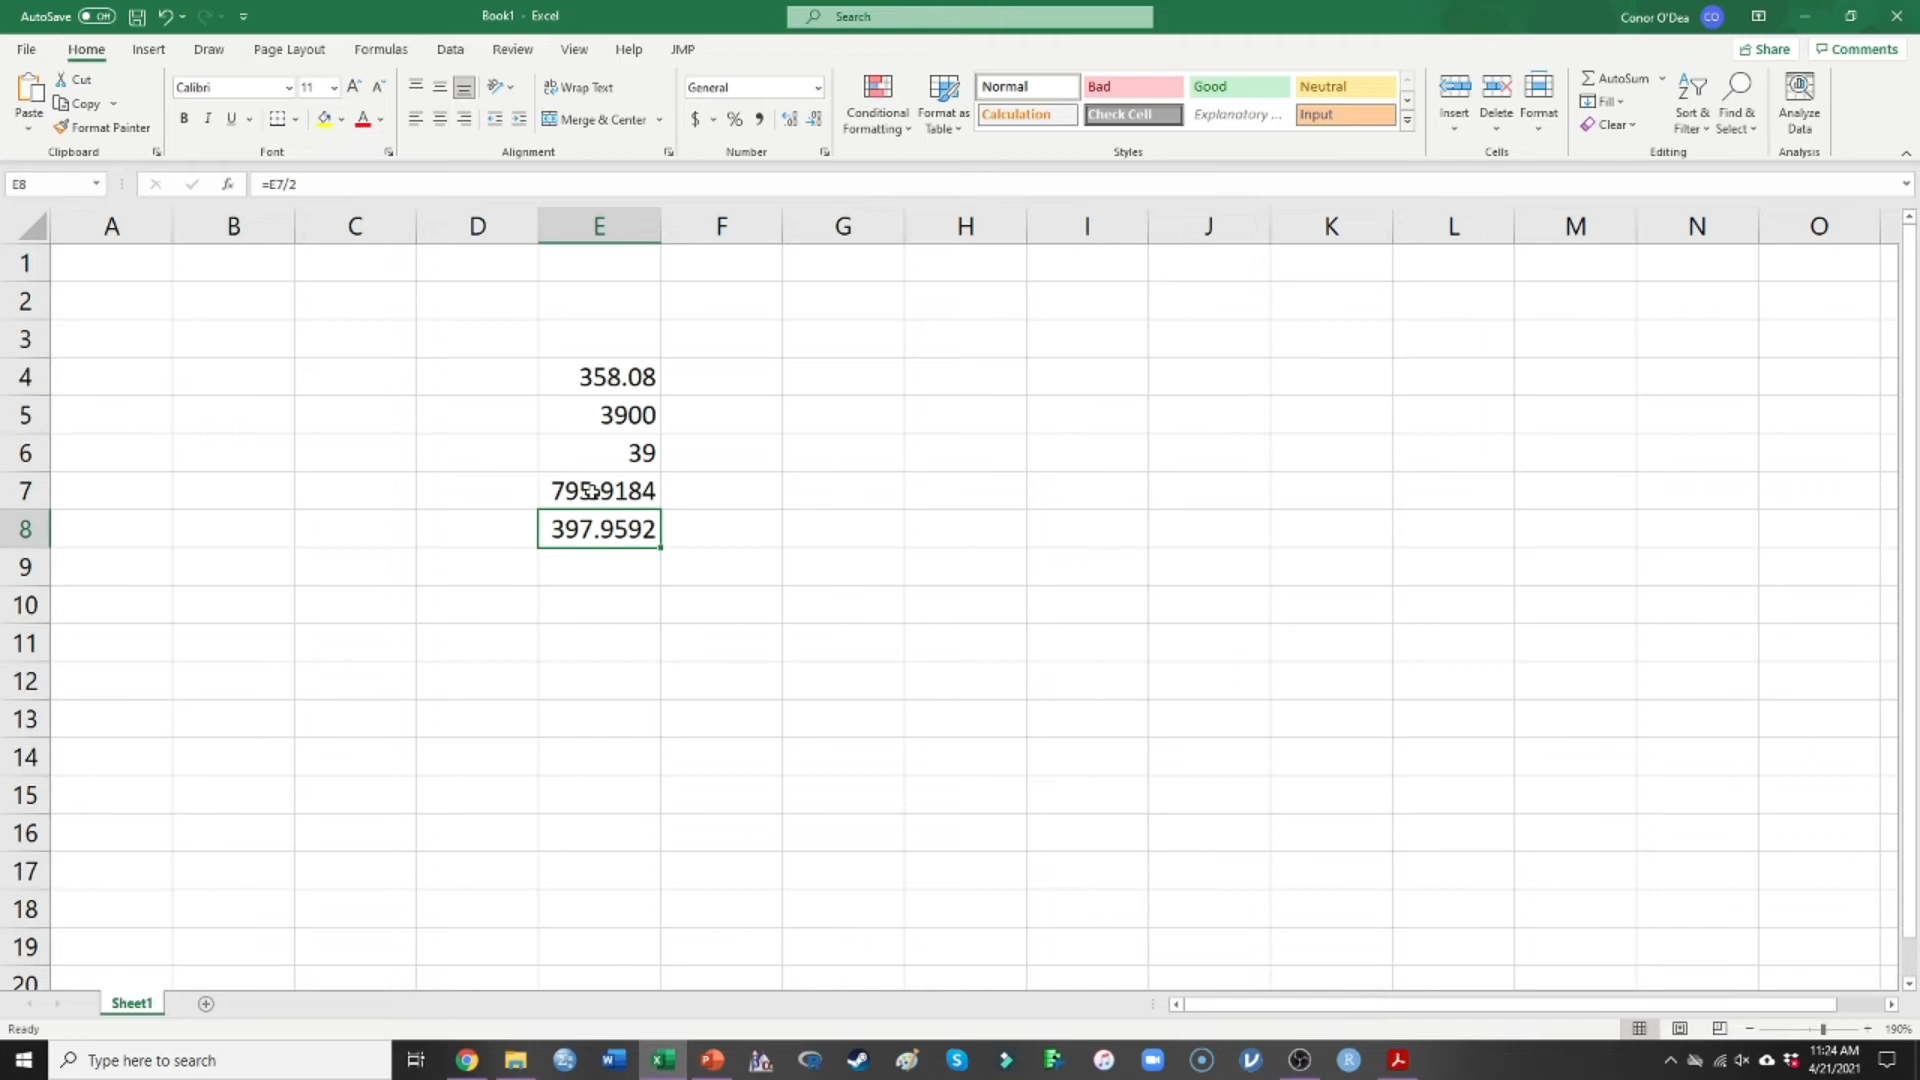 AutoSave Off Book1 - Excel Search Conor O'Dea CO
File Home Insert Draw Page Layout Formulas Data Review View Help JMP Share Comments
Paste
Cut
Copy
Format Painter
Clipboard
Calibri 11
B I U
Font
Wrap Text
Merge & Center
Alignment
General
$ % 9
Number
Conditional Formatting
Format as Table
Normal Bad Good Neutral
Calculation Check Cell Explanatory ... Input
Styles
Insert Delete Format
Cells
AutoSum
Fill
Clear
Sort & Filter
Find & Select
Editing
Analyze Data
Analysis
E8 fx =E7/2
A B C D E F G H I J K L M N O
1
2
3
4 358.08
5 3900
6 39
7 795.9184
8 397.9592
9
10
11
12
13
14
15
16
17
18
19
20
Sheet1
Ready 190%
Type here to search 11:24 AM
4/21/2021